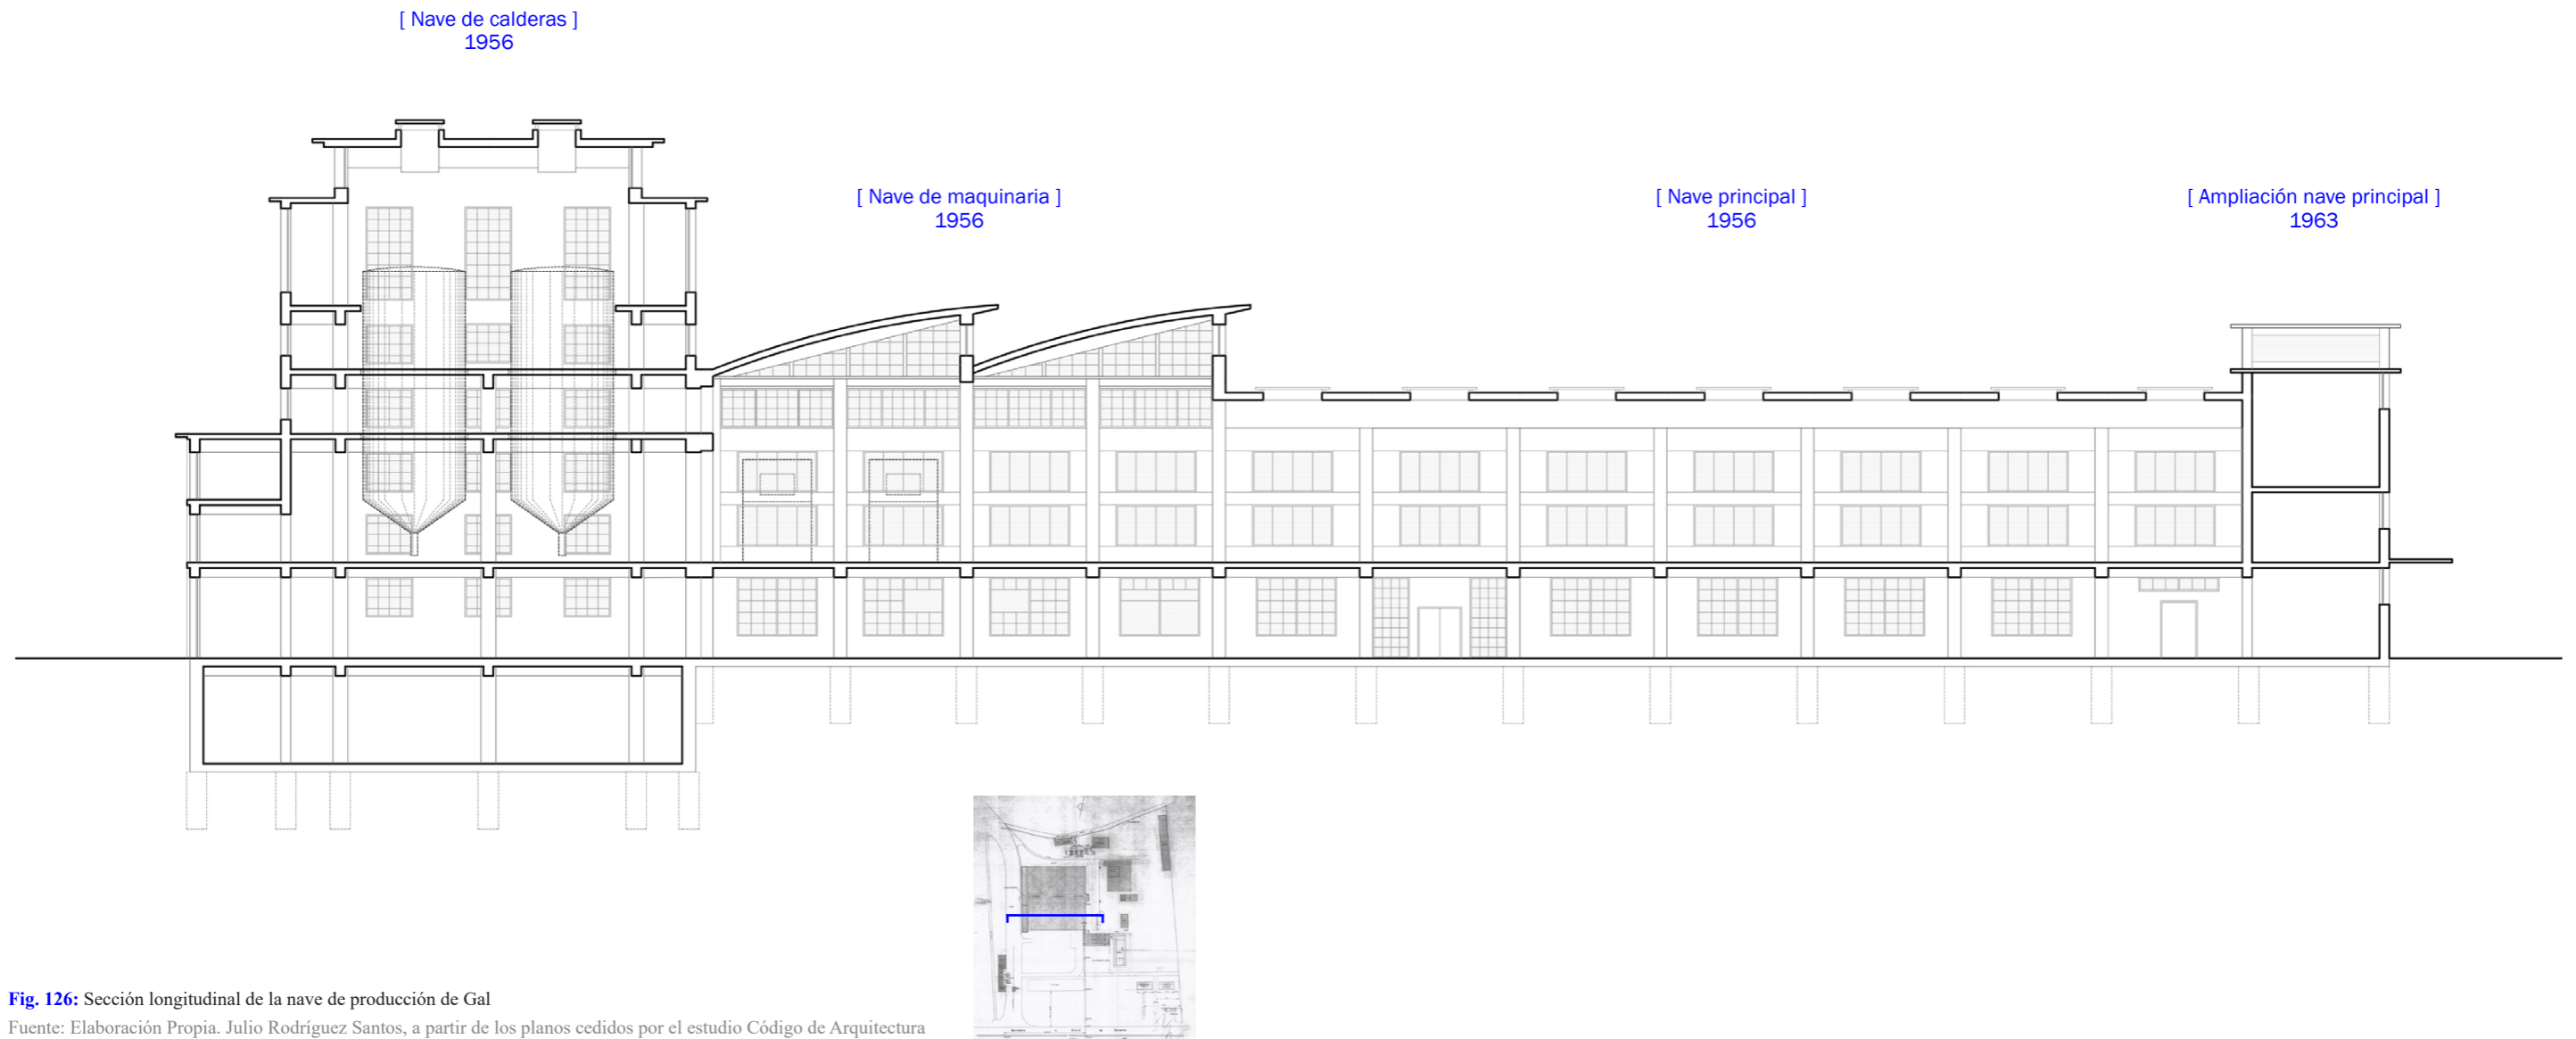 [ Nave de calderas ]
1956
[ Nave de maquinaria ]
1956
[ Nave principal ]
1956
[ Ampliación nave principal ]
1963
Fig. 126: Sección longitudinal de la nave de producción de Gal
Fuente: Elaboración Propia. Julio Rodríguez Santos, a partir de los planos cedidos por el estudio Código de Arquitectura